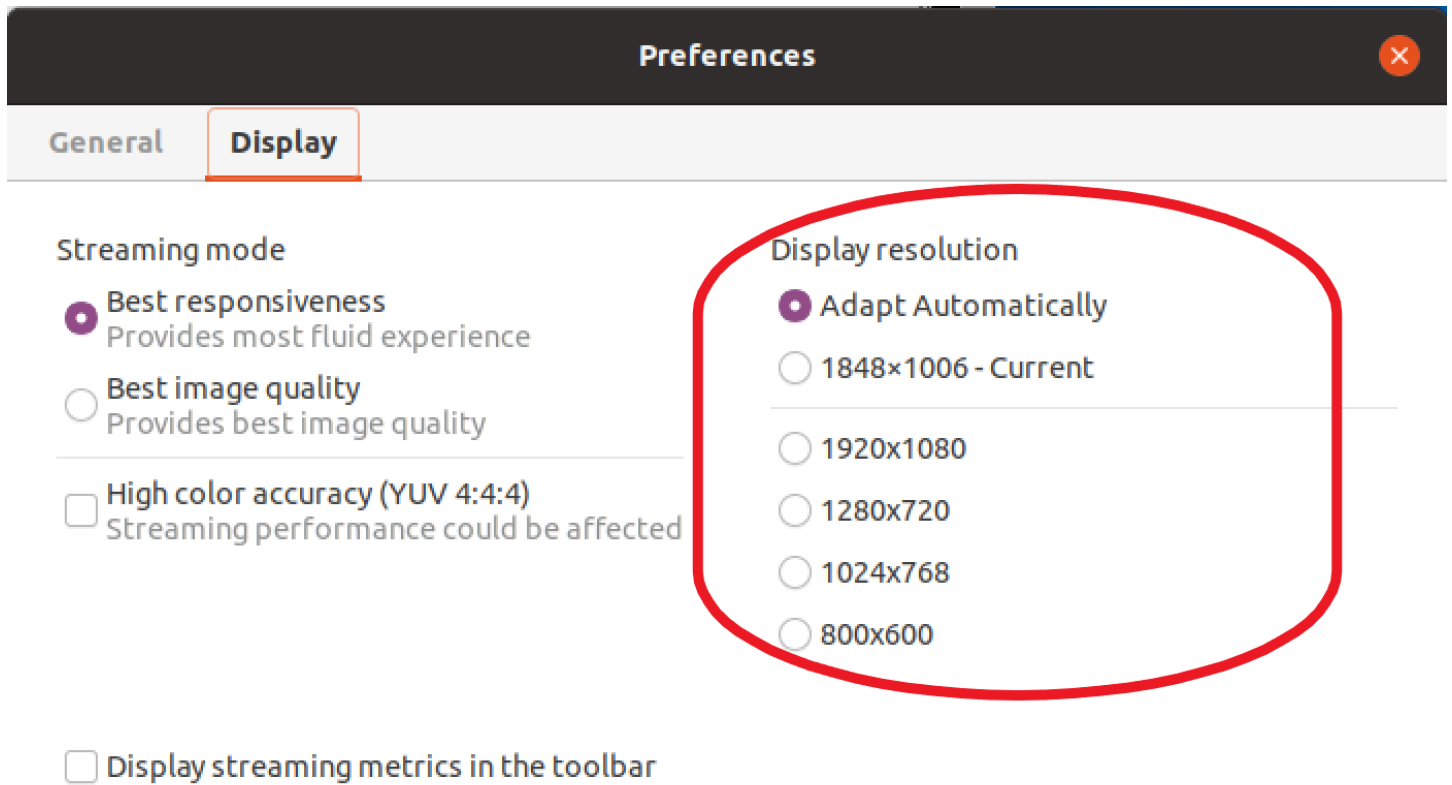 Preferences
General
Display
Streaming mode
Best responsiveness
Provides most fluid experience
Best image quality
Provides best image quality
High color accuracy (YUV 4:4:4)
Streaming performance could be affected
Display resolution
Adapt Automatically
1848×1006 - Current
1920x1080
1280x720
1024x768
800x600
Display streaming metrics in the toolbar